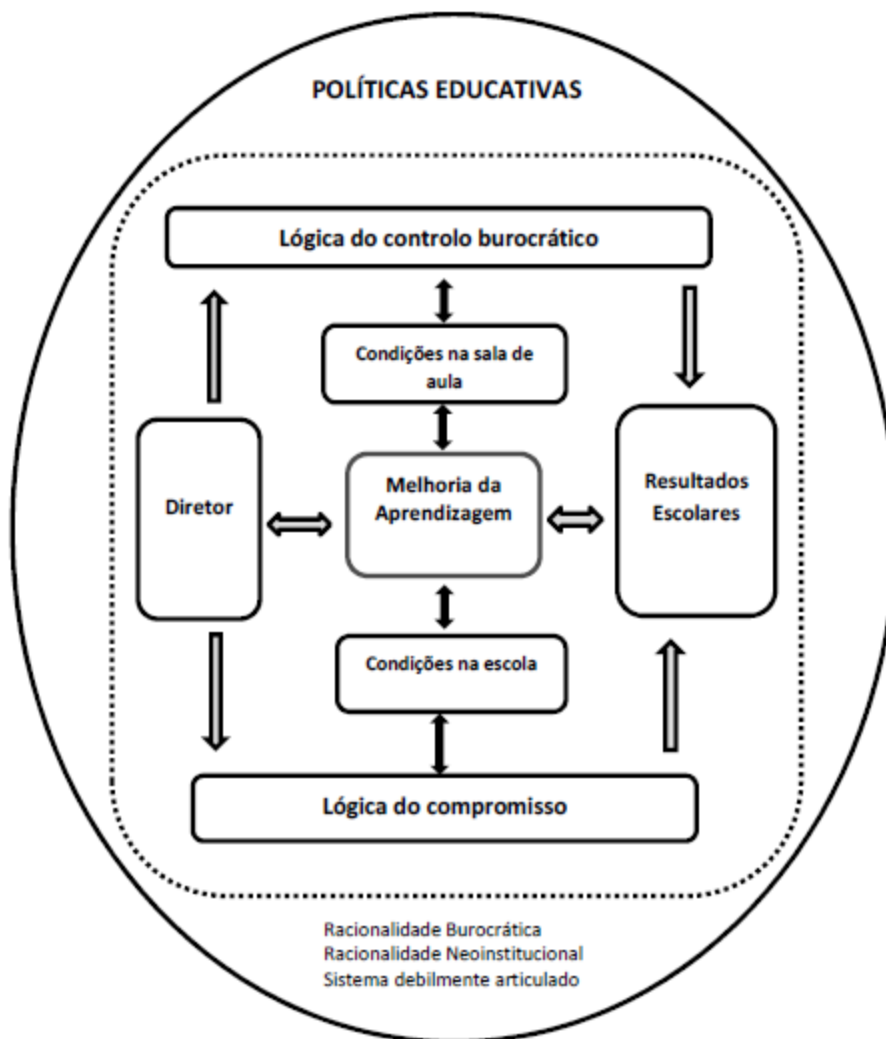 POLÍTICAS EDUCATIVAS
Lógica do controlo burocrático
Condições na sala de
aula
Diretor
Melhoria da
Aprendizagem
Resultados
Escolares
Condições na escola
Lógica do compromisso
Racionalidade Burocrática
Racionalidade Neoinstitucional
Sistema debilmente articulado